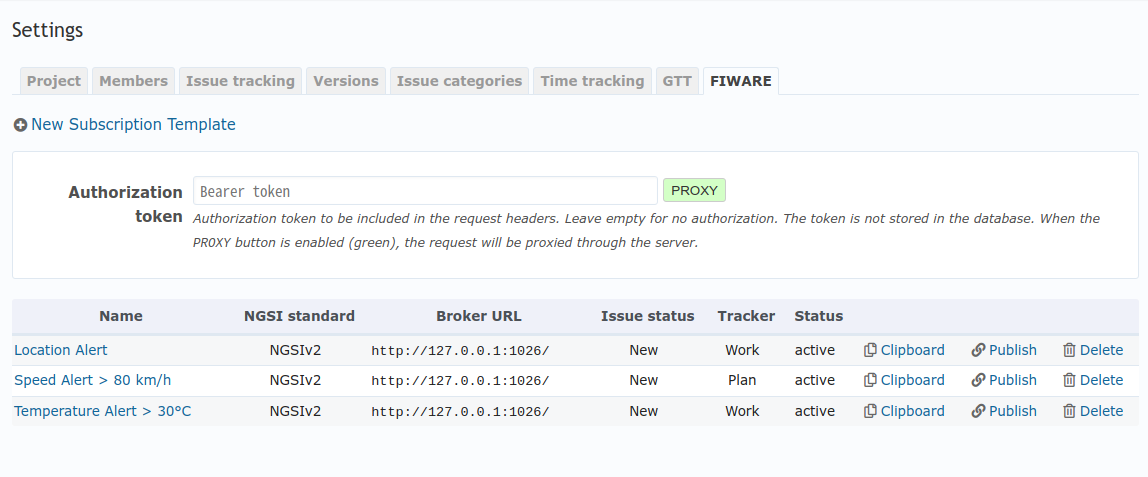 Settings
Project Members Issue tracking Versions Issue categories Time tracking GTT FIWARE
New Subscription Template
Authorization token
Bearer token PROXY
Authorization token to be included in the request headers. Leave empty for no authorization. The token is not stored in the database. When the
PROXY button is enabled (green), the request will be proxied through the server.
Name NGSI standard Broker URL Issue status Tracker Status
Location Alert NGSIv2 http://127.0.0.1:1026/ New Work active Clipboard Publish Delete
Speed Alert > 80 km/h NGSIv2 http://127.0.0.1:1026/ New Plan active Clipboard Publish Delete
Temperature Alert > 30°C NGSIv2 http://127.0.0.1:1026/ New Work active Clipboard Publish Delete